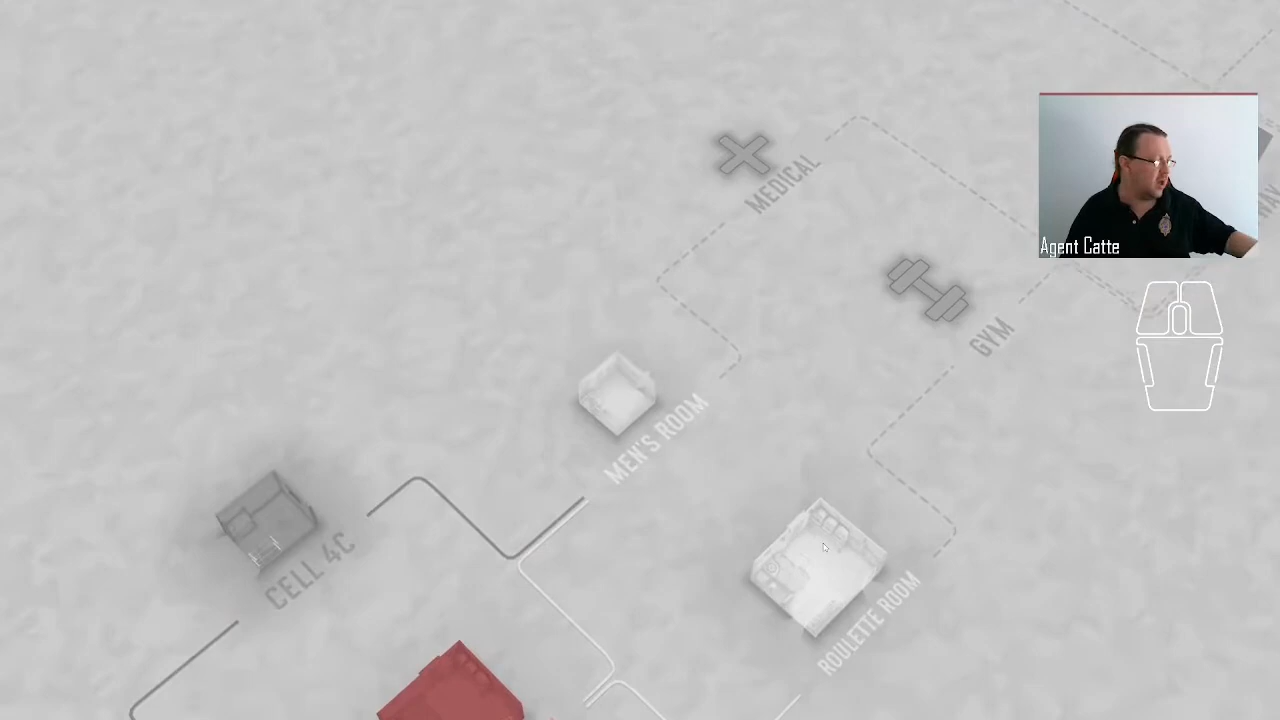 MEDICAL
Agent Catte
GYM
MEN'S ROOM
CELL 4C
ROULETTE ROOM